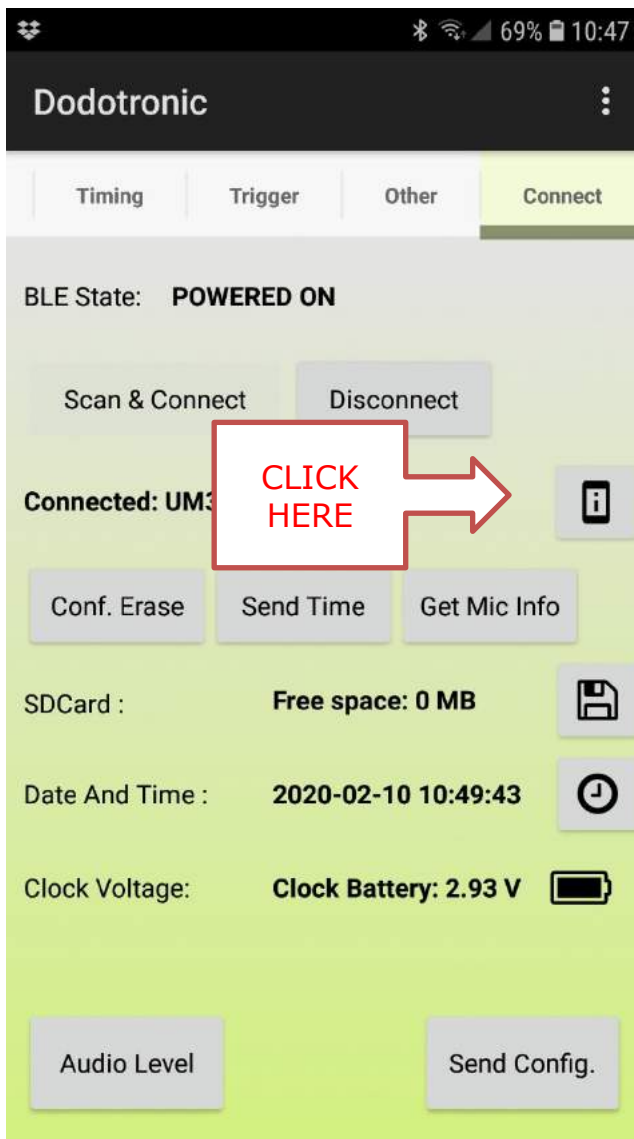 69% 10:47
Dodotronic
Timing Trigger Other Connect
BLE State: POWERED ON
Scan & Connect Disconnect
CLICK
HERE
Connected: UM3
Conf. Erase Send Time Get Mic Info
SDCard : Free space: 0 MB
Date And Time : 2020-02-10 10:49:43
Clock Voltage: Clock Battery: 2.93 V
Audio Level Send Config.